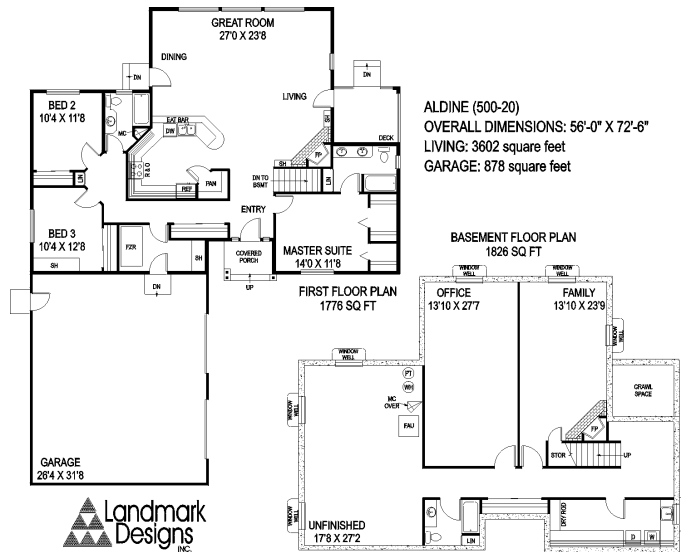 GREAT ROOM
27'0 X 23'8
DINING
DN
LIVING
DN
DECK
BED 2
10'4 X 11'8
MC
EAT BAR
DW
R&O
REF
PAN
LIN
SH
FP
SH
DN TO
BSMT
LIN
BED 3
10'4 X 12'8
SH
FZR
SH
DN
ENTRY
COVERED
PORCH
UP
MASTER SUITE
14'0 X 11'8
FIRST FLOOR PLAN
1776 SQ FT
GARAGE
28'4 X 31'8
Landmark
Designs
INC.
ALDINE (500-20)
OVERALL DIMENSIONS: 56'-0" X 72'-6"
LIVING: 3602 square feet
GARAGE: 878 square feet
BASEMENT FLOOR PLAN
1826 SQ FT
WINDOW
WELL
WINDOW
WELL
OFFICE
13'10 X 27'7
FAMILY
13'10 X 23'9
WINDOW
WELL
WINDOW
WELL
PT
WH
MC
OVER
FAU
WINDOW
WELL
WINDOW
WELL
CRAWL
SPACE
FP
STOR
UP
UNFINISHED
17'8 X 27'2
LIN
DRY ROD
D
W